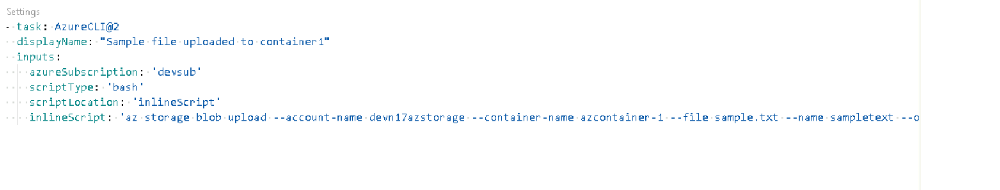 Settings
- task: AzureCLI@2
  displayName: "Sample file uploaded to container1"
  inputs:
    azureSubscription: 'devsub'
    scriptType: 'bash'
    scriptLocation: 'inlineScript'
    inlineScript: 'az storage blob upload --account-name devn17azstorage --container-name azcontainer-1 --file sample.txt --name sampletext --o